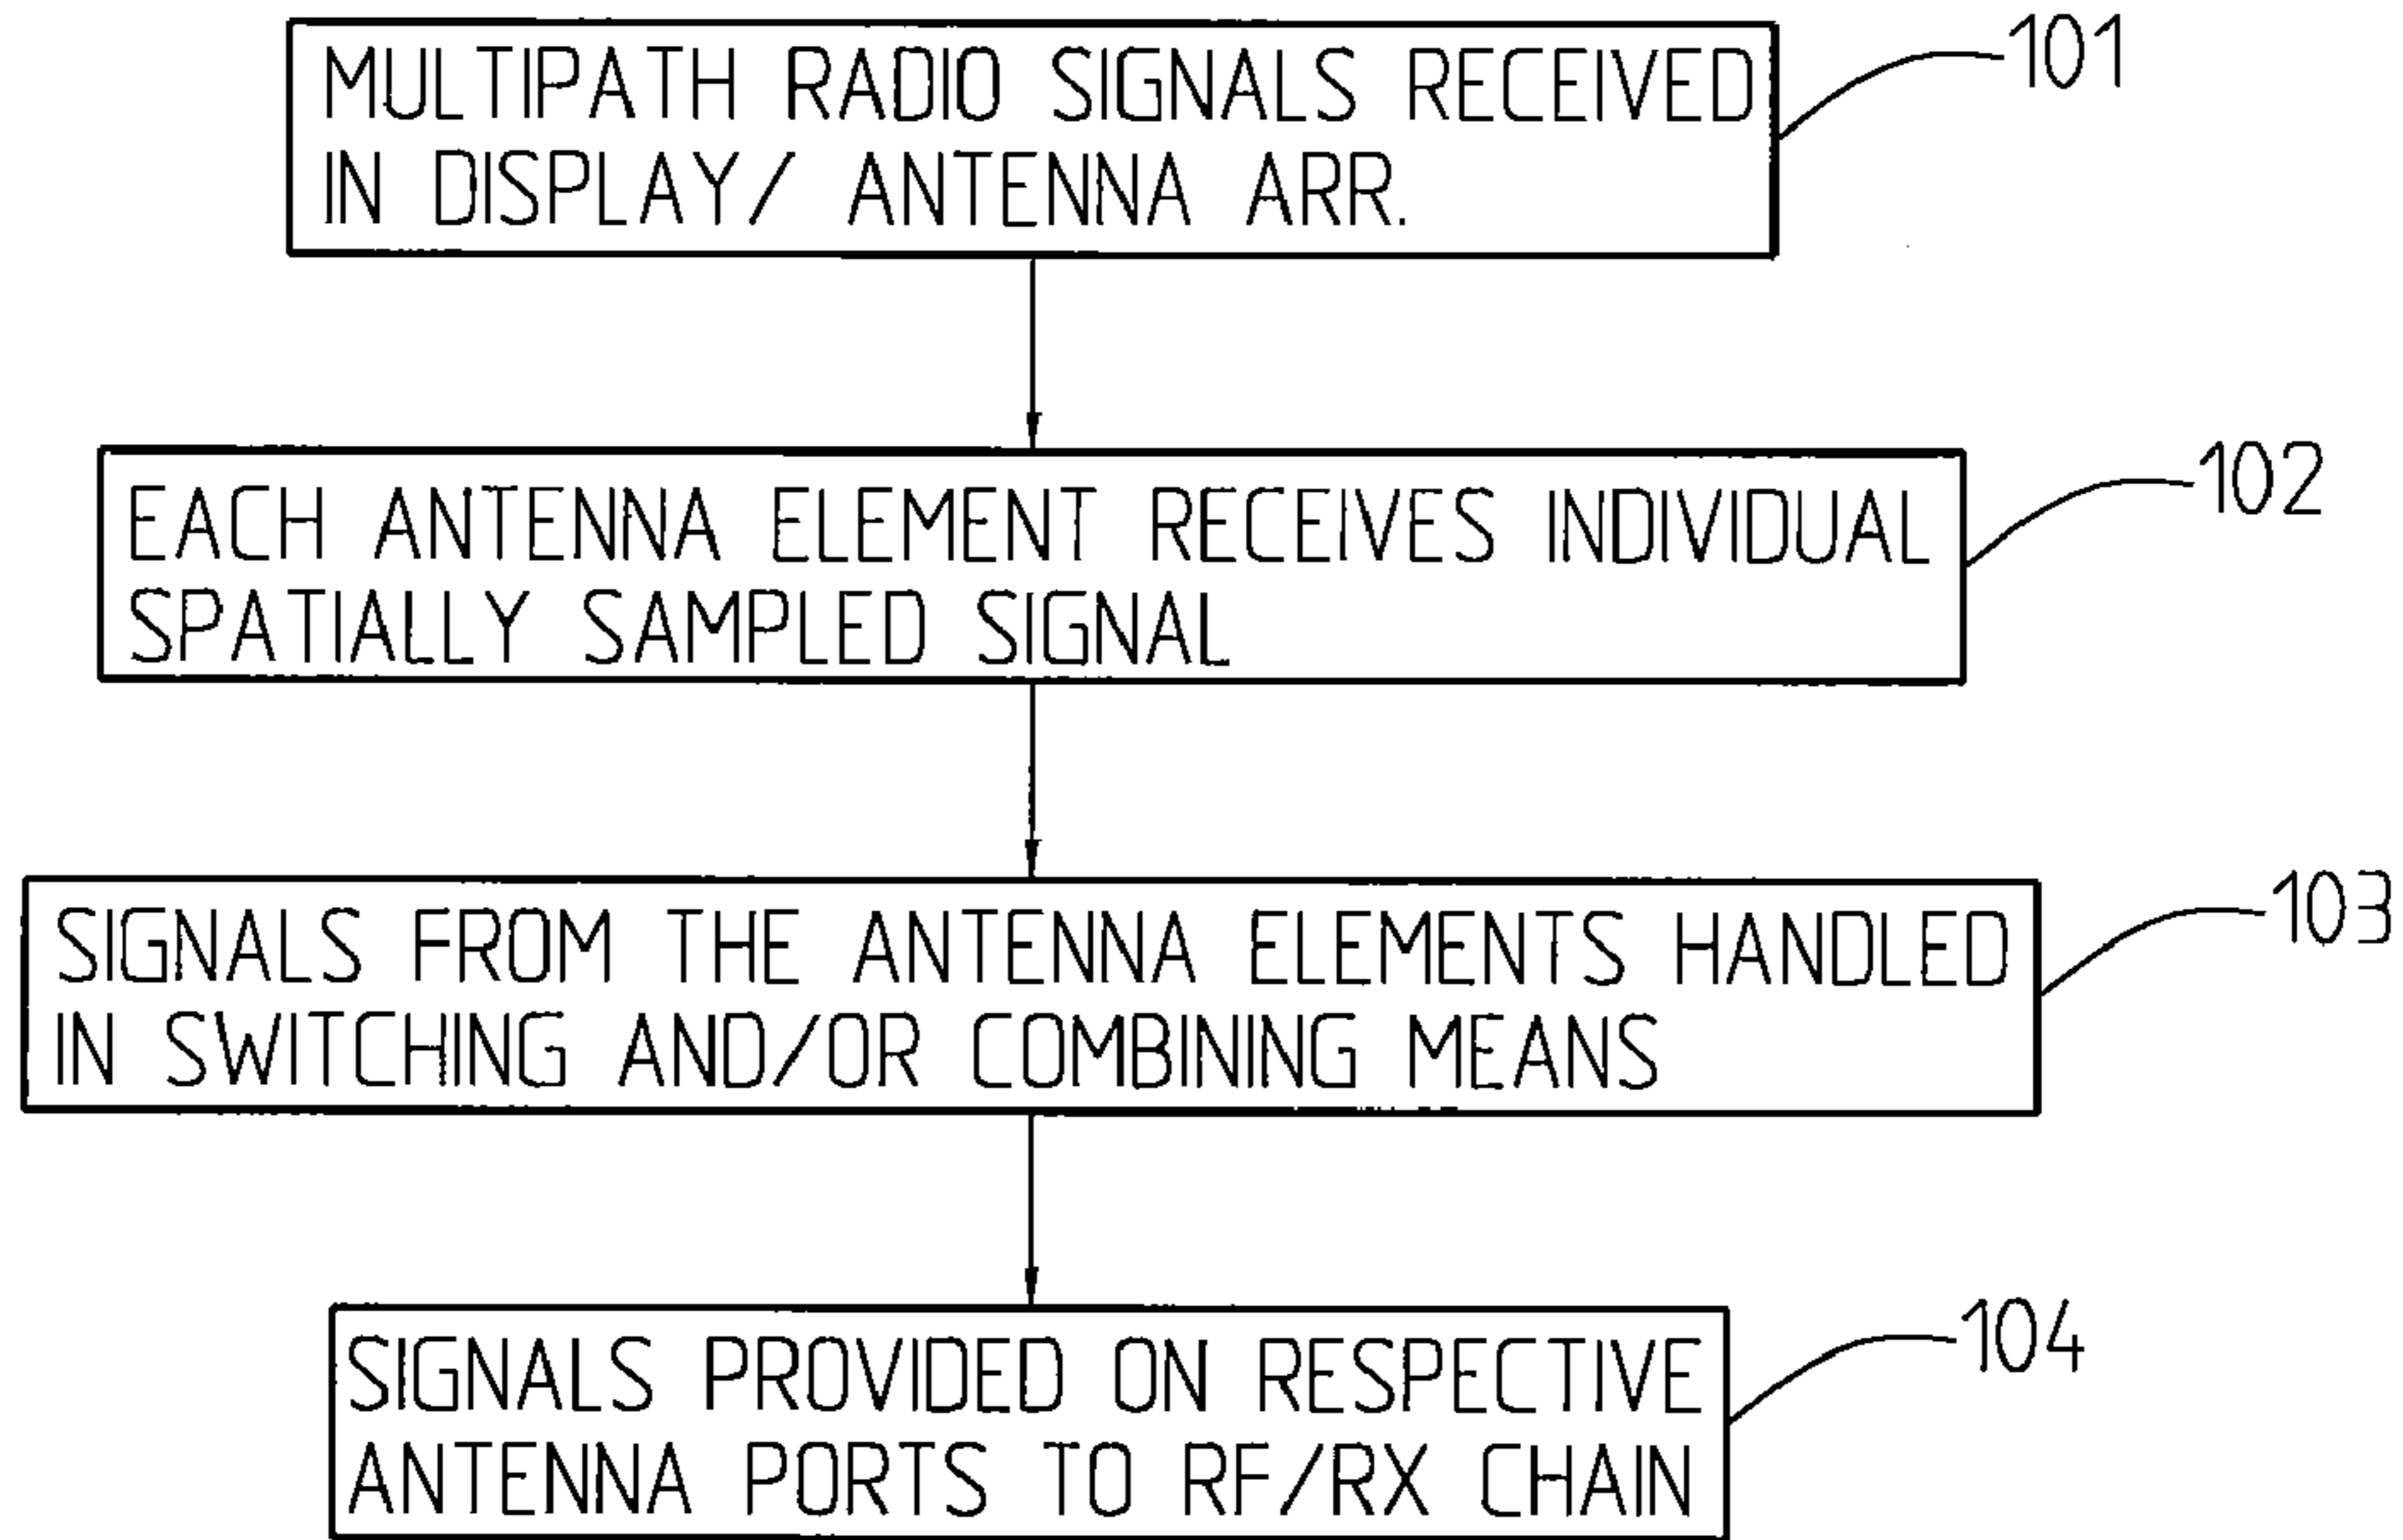 MULTIPATH RADIO SIGNALS RECEIVED
IN DISPLAY/ ANTENNA ARR.
101
EACH ANTENNA ELEMENT RECEIVES INDIVIDUAL
SPATIALLY SAMPLED SIGNAL
102
SIGNALS FROM THE ANTENNA ELEMENTS HANDLED
IN SWITCHING AND/OR COMBINING MEANS
103
SIGNALS PROVIDED ON RESPECTIVE
ANTENNA PORTS TO RF/RX CHAIN
104